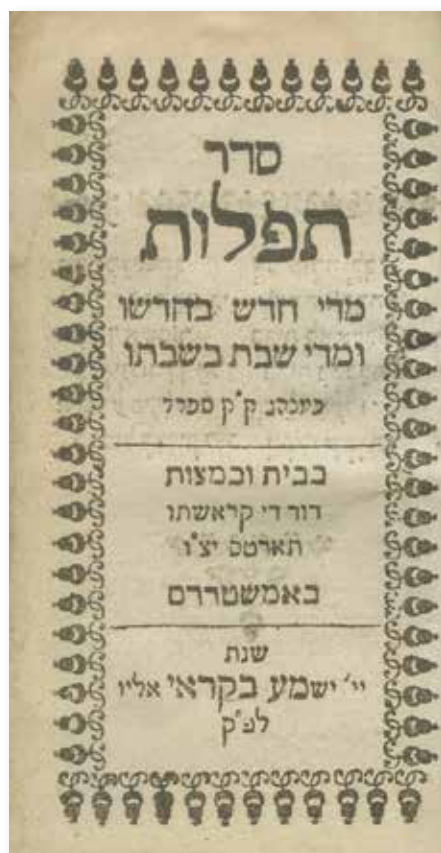 סדר
תפלות
מדי חדש בחדשו
ומדי שבת בשבתו
כמנהג ק"ק ספרד
בבית ובמצות
דוד די קראשתו
תארטס יצ"ו
באמשטרדם
שנת
יי' ישמע בקראי אליו
לפ"ק